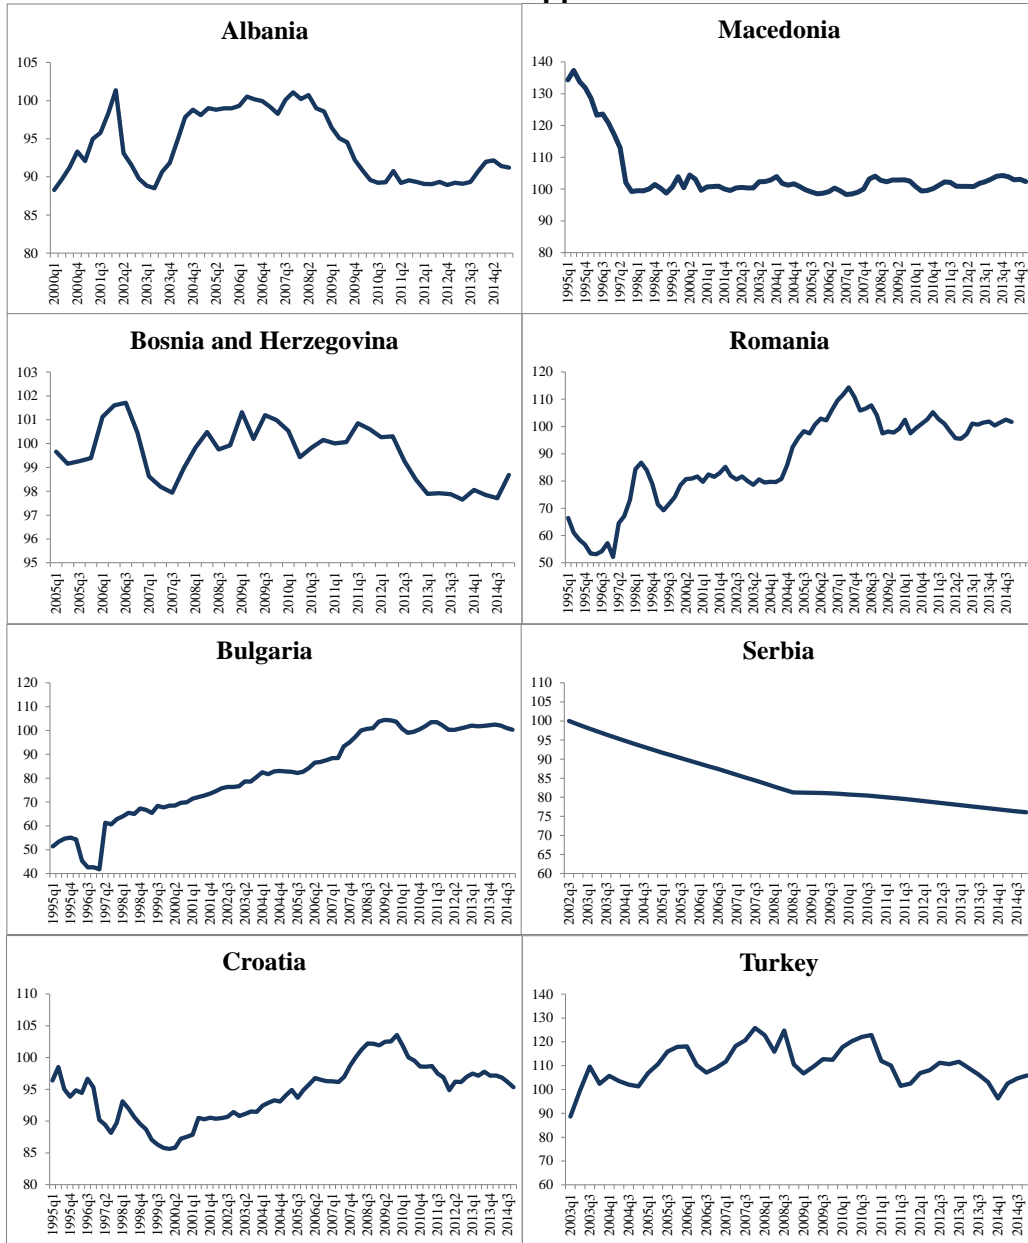 Albania
105
100
95
90
85
80
2000q1
2000q4
2001q3
2002q2
2003q1
2003q4
2004q3
2005q2
2006q1
2006q4
2007q3
2008q2
2009q1
2009q4
2010q3
2011q2
2012q1
2012q4
2013q3
2014q2
Macedonia
140
130
120
110
100
90
80
1995q1
1995q4
1996q3
1997q2
1998q1
1998q4
1999q3
2000q2
2001q1
2001q4
2002q3
2003q2
2004q1
2004q4
2005q3
2006q2
2007q1
2007q4
2008q3
2009q2
2010q1
2010q4
2011q3
2012q2
2013q1
2013q4
2014q3
Bosnia and Herzegovina
103
102
101
100
99
98
97
96
95
2005q1
2005q3
2006q1
2006q3
2007q1
2007q3
2008q1
2008q3
2009q1
2009q3
2010q1
2010q3
2011q1
2011q3
2012q1
2012q3
2013q1
2013q3
2014q1
2014q3
Romania
120
110
100
90
80
70
60
50
1995q1
1995q4
1996q3
1997q2
1998q1
1998q4
1999q3
2000q2
2001q1
2001q4
2002q3
2003q2
2004q1
2004q4
2005q3
2006q2
2007q1
2007q4
2008q3
2009q2
2010q1
2010q4
2011q3
2012q2
2013q1
2013q4
2014q3
Bulgaria
120
110
100
90
80
70
60
50
40
1995q1
1995q4
1996q3
1997q2
1998q1
1998q4
1999q3
2000q2
2001q1
2001q4
2002q3
2003q2
2004q1
2004q4
2005q3
2006q2
2007q1
2007q4
2008q3
2009q2
2010q1
2010q4
2011q3
2012q2
2013q1
2013q4
2014q3
Serbia
110
105
100
95
90
85
80
75
70
65
60
2002q3
2003q1
2003q3
2004q1
2004q3
2005q1
2005q3
2006q1
2006q3
2007q1
2007q3
2008q1
2008q3
2009q1
2009q3
2010q1
2010q3
2011q1
2011q3
2012q1
2012q3
2013q1
2013q3
2014q1
2014q3
Croatia
110
105
100
95
90
85
80
1995q1
1995q4
1996q3
1997q2
1998q1
1998q4
1999q3
2000q2
2001q1
2001q4
2002q3
2003q2
2004q1
2004q4
2005q3
2006q2
2007q1
2007q4
2008q3
2009q2
2010q1
2010q4
2011q3
2012q2
2013q1
2013q4
2014q3
Turkey
140
130
120
110
100
90
80
70
60
2003q1
2003q3
2004q1
2004q3
2005q1
2005q3
2006q1
2006q3
2007q1
2007q3
2008q1
2008q3
2009q1
2009q3
2010q1
2010q3
2011q1
2011q3
2012q1
2012q3
2013q1
2013q3
2014q1
2014q3